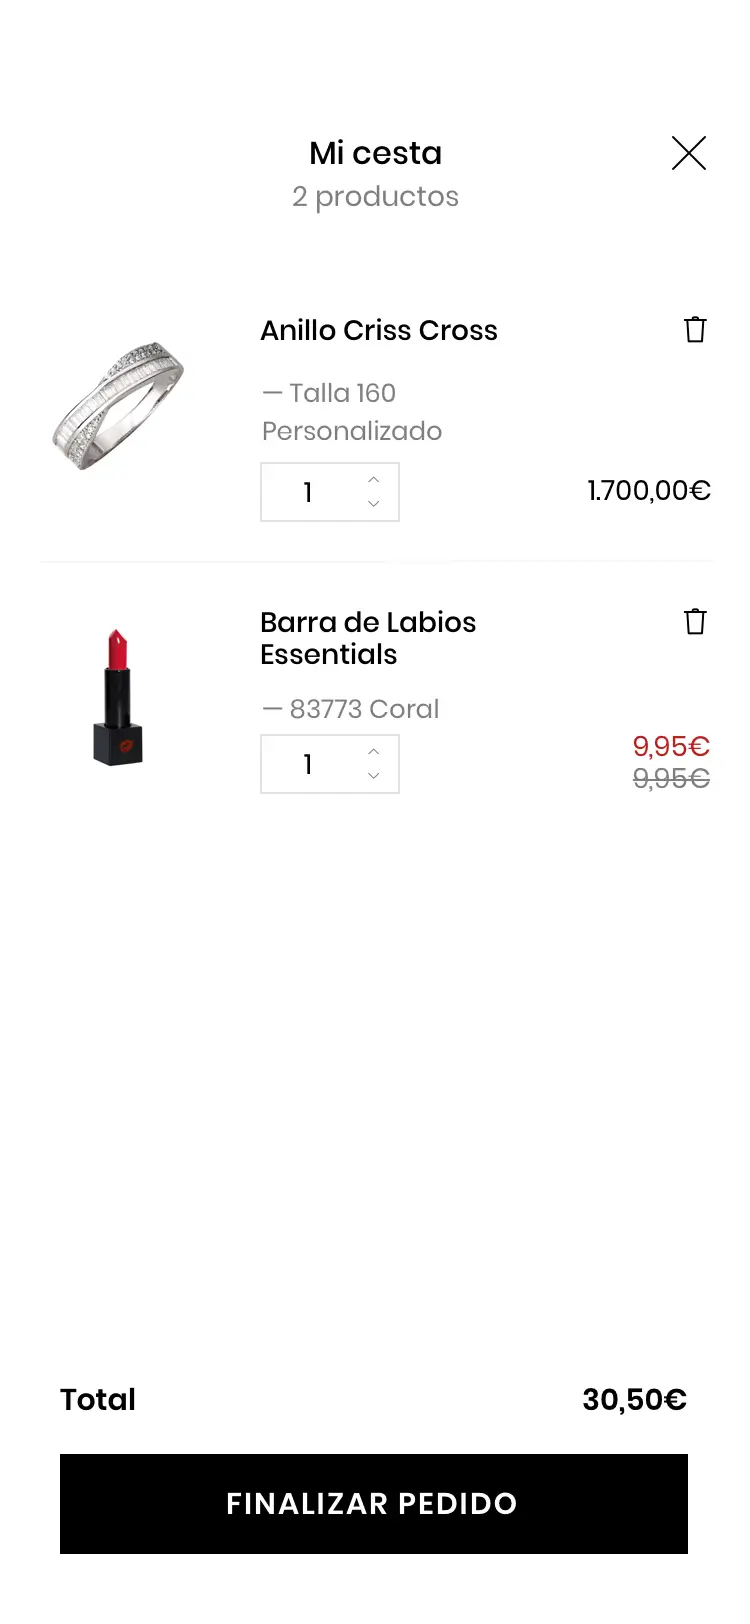 Mi cesta
2 productos
Anillo Criss Cross
— Talla 160
Personalizado
1
1.700,00€
Barra de Labios
Essentials
— 83773 Coral
1
9,95€
9,95€
Total
30,50€
FINALIZAR PEDIDO